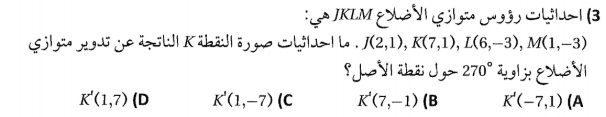 3) احداثيات رؤوس متوازي الأضلاع JKLM هي:
J(2,1), K(7,1), L(6,−3), M(1,−3) . ما احداثيات صورة النقطة K الناتجة عن تدوير متوازي
الأضلاع بزاوية 270° حول نقطة الأصل؟
A) K'(−7,1) B) K'(7,−1) C) K'(1,−7) D) K'(1,7)